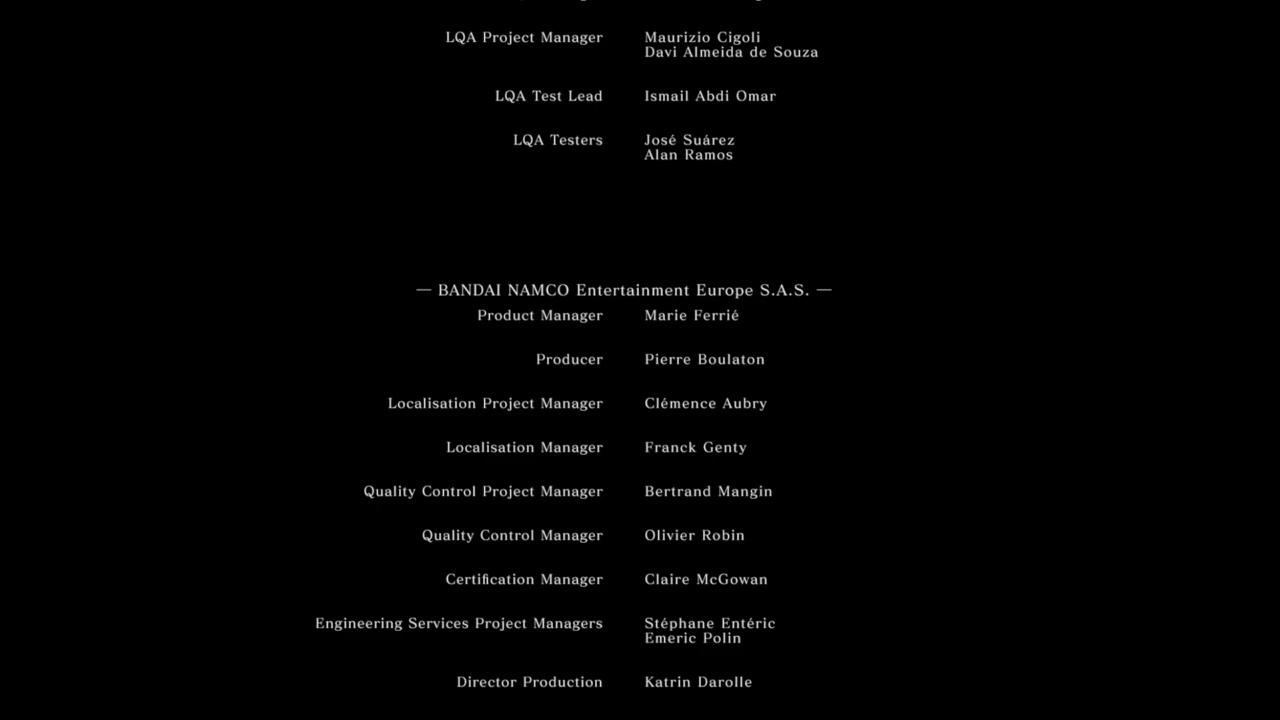 LQA Project Manager Maurizio Cigoli
Davi Almeida de Souza
LQA Test Lead Ismail Abdi Omar
LQA Testers José Suárez
Alan Ramos
— BANDAI NAMCO Entertainment Europe S.A.S. —
Product Manager Marie Ferrié
Producer Pierre Boulaton
Localisation Project Manager Clémence Aubry
Localisation Manager Franck Genty
Quality Control Project Manager Bertrand Mangin
Quality Control Manager Olivier Robin
Certification Manager Claire McGowan
Engineering Services Project Managers Stéphane Entéric
Emeric Polin
Director Production Katrin Darolle